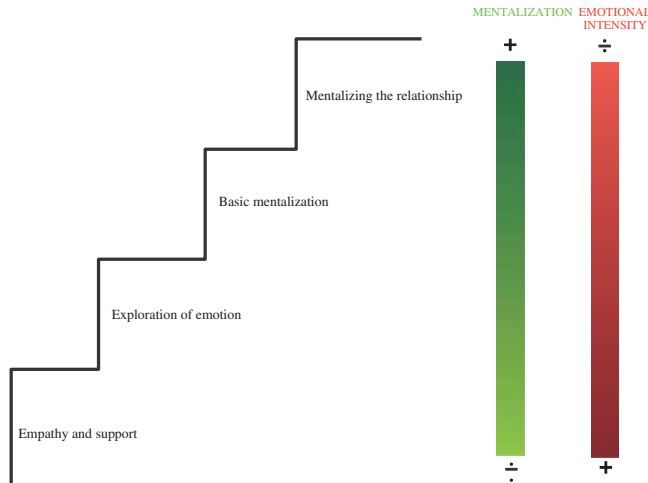 MENTALIZATION
EMOTIONAL
INTENSITY
+
÷
Mentalizing the relationship
Basic mentalization
Exploration of emotion
Empathy and support
÷
+